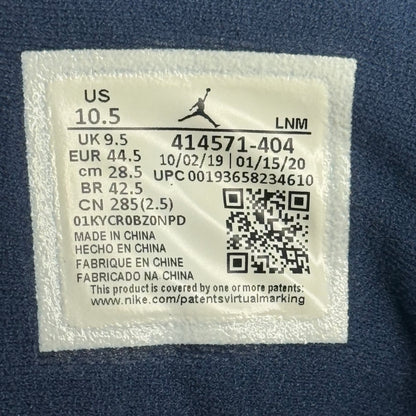 US
10.5
LNM
UK 9.5
414571-404
EUR 44.5
10/02/19 | 01/15/20
cm 28.5
UPC 00193658234610
BR 42.5
CN 285(2.5)
01KYCR0BZ0NPD
MADE IN CHINA
HECHO EN CHINA
FABRIQUE EN CHINE
FABRICADO NA CHINA
This product is covered by one or more patents:
www.nike.com/patentsvirtualmarking